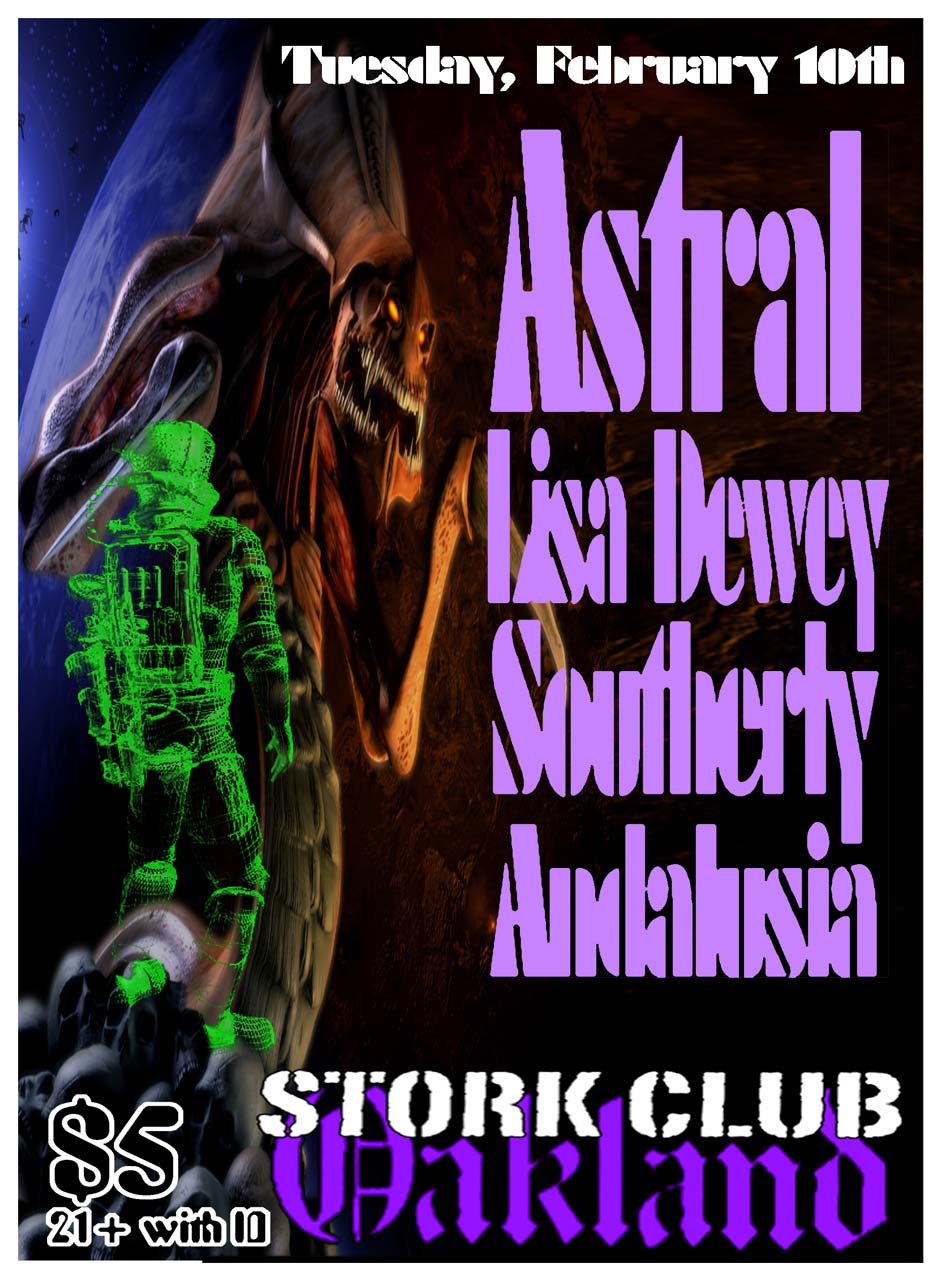 Tuesday, February 10th
Astral
Lisa Dewey
Southerly
Andalusia
STORK CLUB
Oakland
$5
21+ with ID